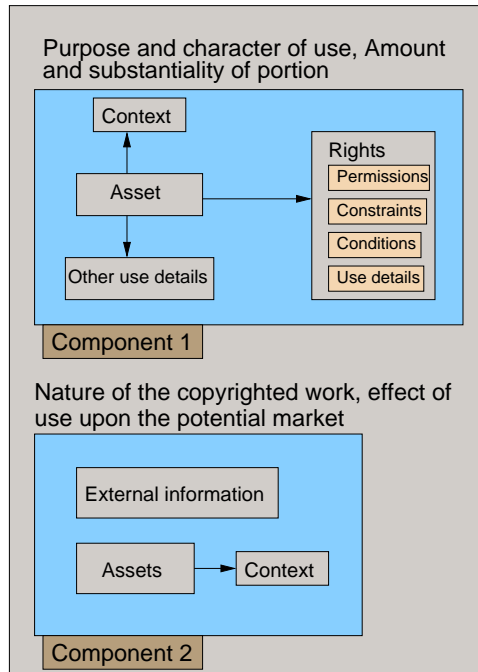 Purpose and character of use, Amount
and substantiality of portion
Context
Asset
Other use details
Rights
Permissions
Constraints
Conditions
Use details
Component 1
Nature of the copyrighted work, effect of
use upon the potential market
External information
Assets
Context
Component 2